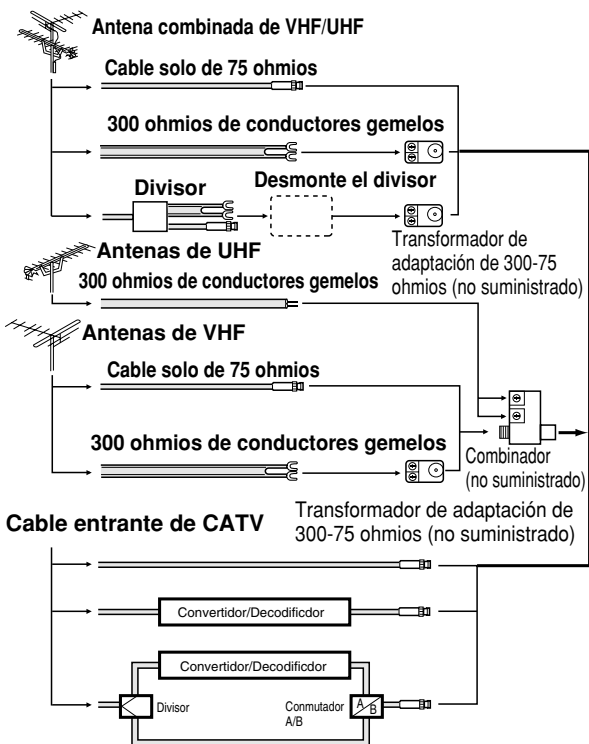 Antena combinada de VHF/UHF
Cable solo de 75 ohmios
300 ohmios de conductores gemelos
Divisor
Desmonte el divisor
Transformador de
adaptación de 300-75
ohmios (no suministrado)
Antenas de UHF
300 ohmios de conductores gemelos
Antenas de VHF
Cable solo de 75 ohmios
300 ohmios de conductores gemelos
Combinador
(no suministrado)
Transformador de adaptación de
300-75 ohmios (no suministrado)
Cable entrante de CATV
Convertidor/Decodificdor
Convertidor/Decodificdor
Divisor
Conmutador
A/B
A
B